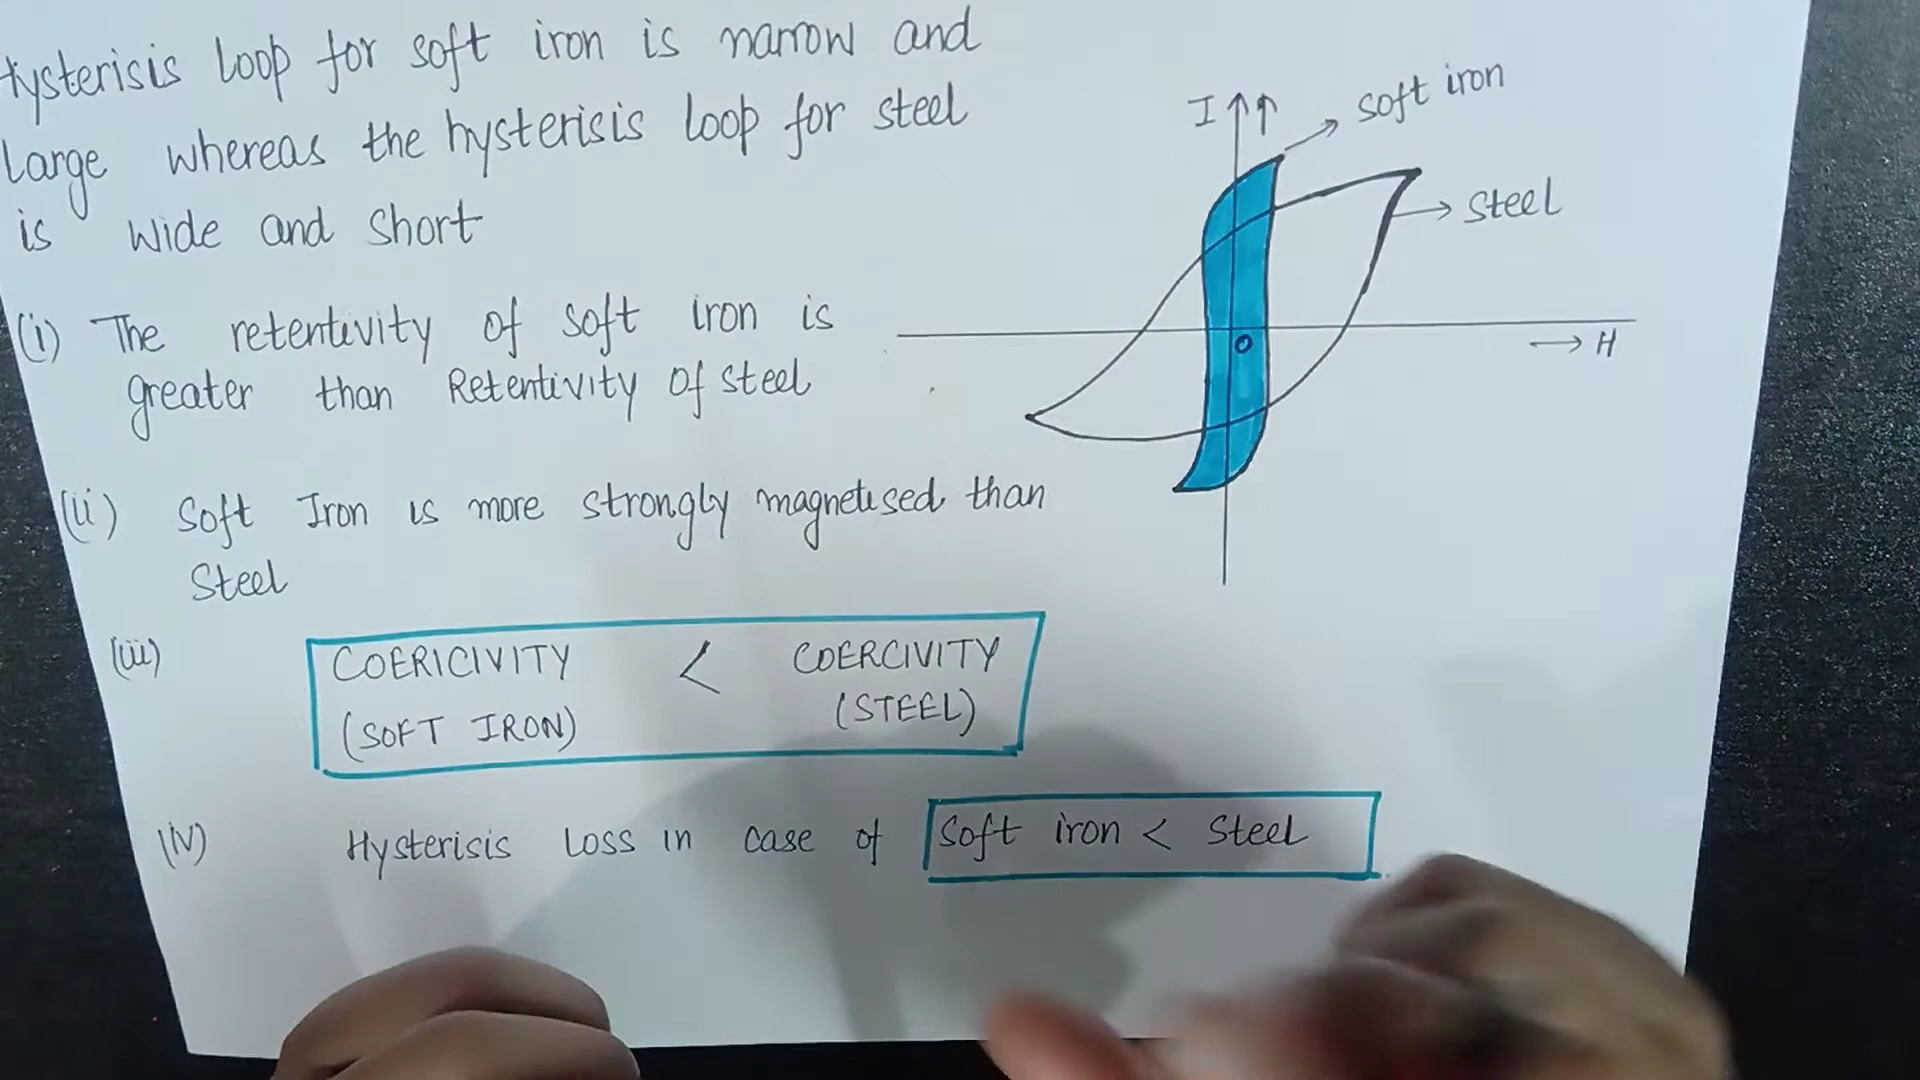 Hysterisis loop for soft iron is narrow and
large whereas the hysterisis loop for steel
is wide and short
(i) The retentivity of soft iron is
greater than Retentivity of steel
(ii) Soft Iron is more strongly magnetised than
Steel
(iii)
COERICIVITY < COERCIVITY
(SOFT IRON) (STEEL)
(iv) Hysterisis Loss in case of Soft iron < Steel
I ↑↑
→ soft iron
→ steel
O
→ H